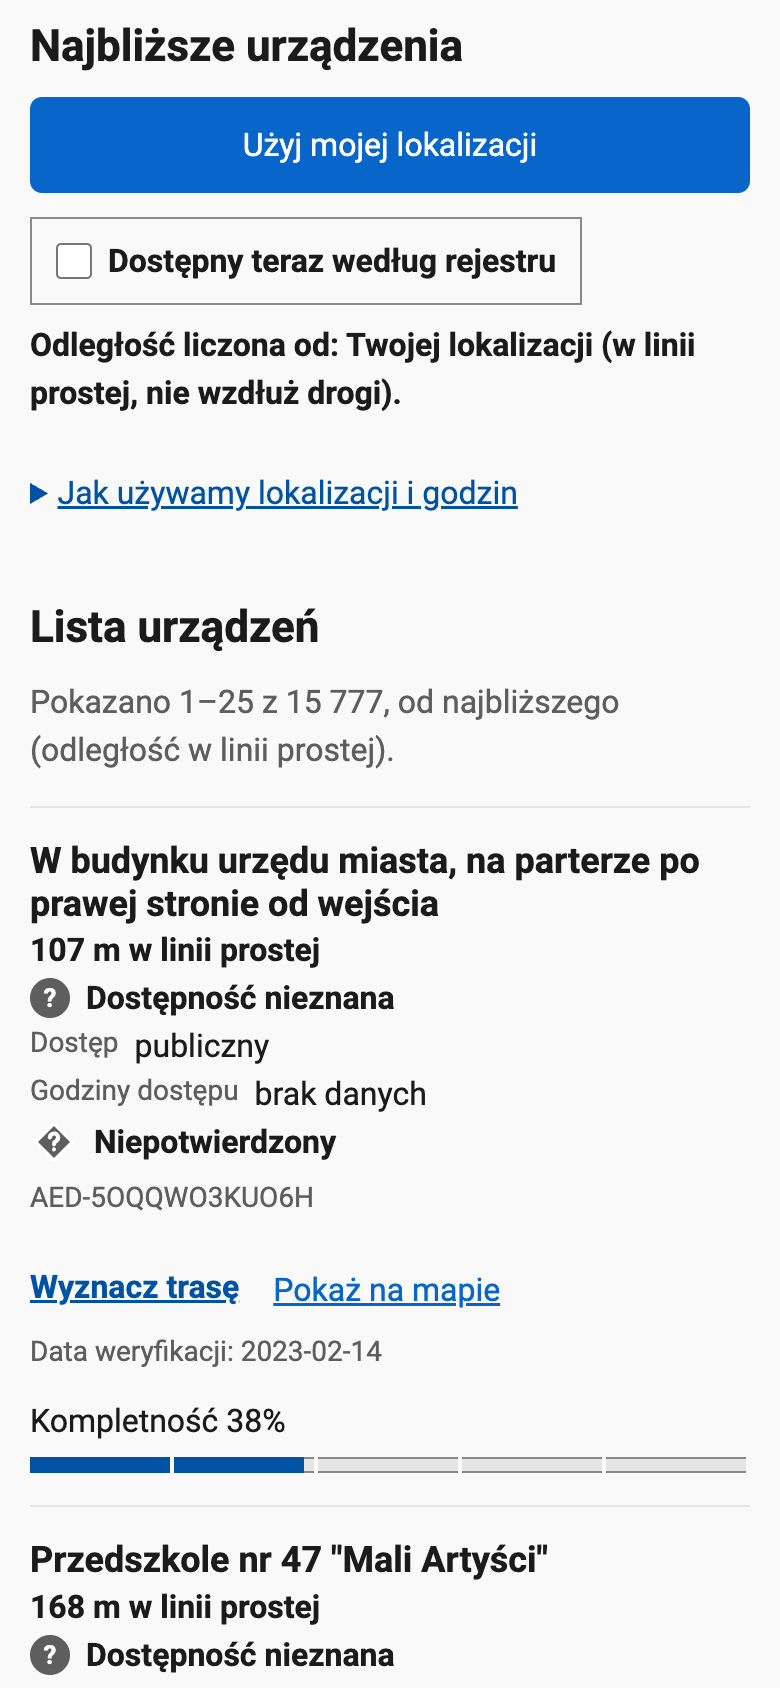 Najbliższe urządzenia
Użyj mojej lokalizacji
Dostępny teraz według rejestru
Odległość liczona od: Twojej lokalizacji (w linii
prostej, nie wzdłuż drogi).
Jak używamy lokalizacji i godzin
Lista urządzeń
Pokazano 1–25 z 15 777, od najbliższego
(odległość w linii prostej).
W budynku urzędu miasta, na parterze po
prawej stronie od wejścia
107 m w linii prostej
? Dostępność nieznana
Dostęp publiczny
Godziny dostępu brak danych
? Niepotwierdzony
AED-5OQQWO3KUO6H
Wyznacz trasę Pokaż na mapie
Data weryfikacji: 2023-02-14
Kompletność 38%
Przedszkole nr 47 "Mali Artyści"
168 m w linii prostej
? Dostępność nieznana